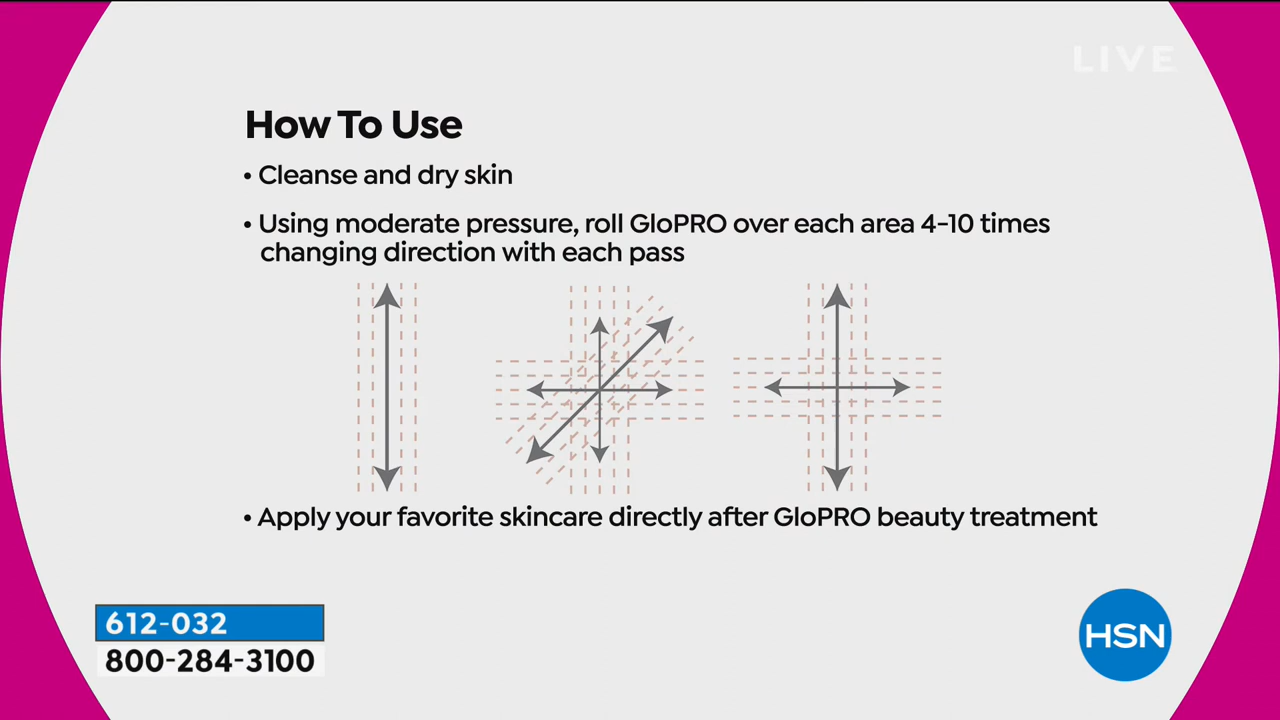 LIVE
How To Use
• Cleanse and dry skin
• Using moderate pressure, roll GloPRO over each area 4-10 times
changing direction with each pass
• Apply your favorite skincare directly after GloPRO beauty treatment
612-032
800-284-3100
HSN